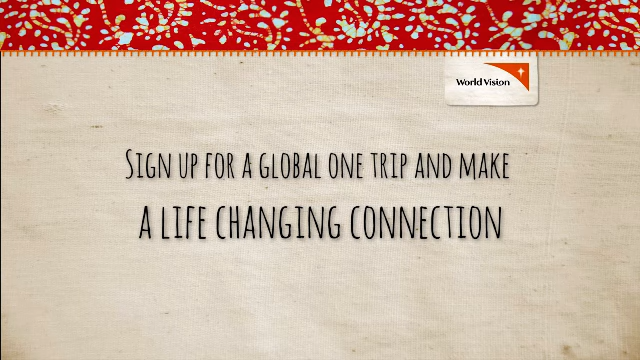 World Vision
Sign up for a global one trip and make
a life changing connection